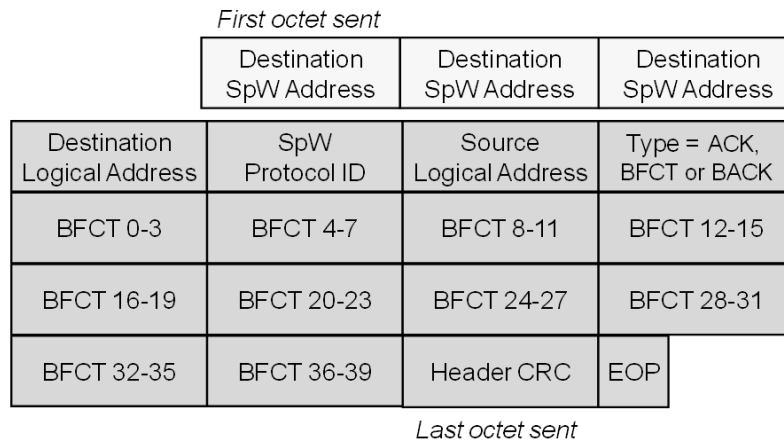 First octet sent
Destination
SpW Address
Destination
SpW Address
Destination
SpW Address
Destination
Logical Address
SpW
Protocol ID
Source
Logical Address
Type = ACK,
BFCT or BACK
BFCT 0-3
BFCT 4-7
BFCT 8-11
BFCT 12-15
BFCT 16-19
BFCT 20-23
BFCT 24-27
BFCT 28-31
BFCT 32-35
BFCT 36-39
Header CRC
EOP
Last octet sent